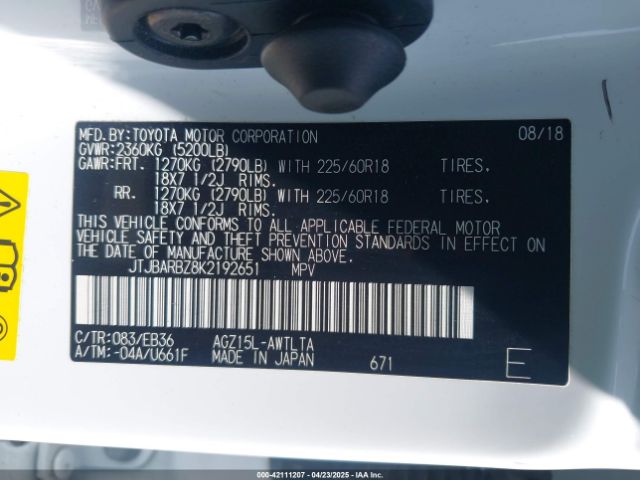 MFD.BY:TOYOTA MOTOR CORPORATION 08/18
GVWR:2360KG (5200LB)
GAWR:FRT. 1270KG (2790LB) WITH 225/60R18 TIRES.
18X7 1/2J RIMS.
RR. 1270KG (2790LB) WITH 225/60R18 TIRES.
18X7 1/2J RIMS.
THIS VEHICLE CONFORMS TO ALL APPLICABLE FEDERAL MOTOR
VEHICLE SAFETY AND THEFT PREVENTION STANDARDS IN EFFECT ON
THE DATE OF MANUFACTURE SHOWN ABOVE.
JTJBARBZ8K2192651 MPV
C/TR:083/EB36 AGZ15L-AWTLTA
A/TM:-04A/U661F MADE IN JAPAN 671 E
000-42111207 - 04/23/2025 - IAA Inc.